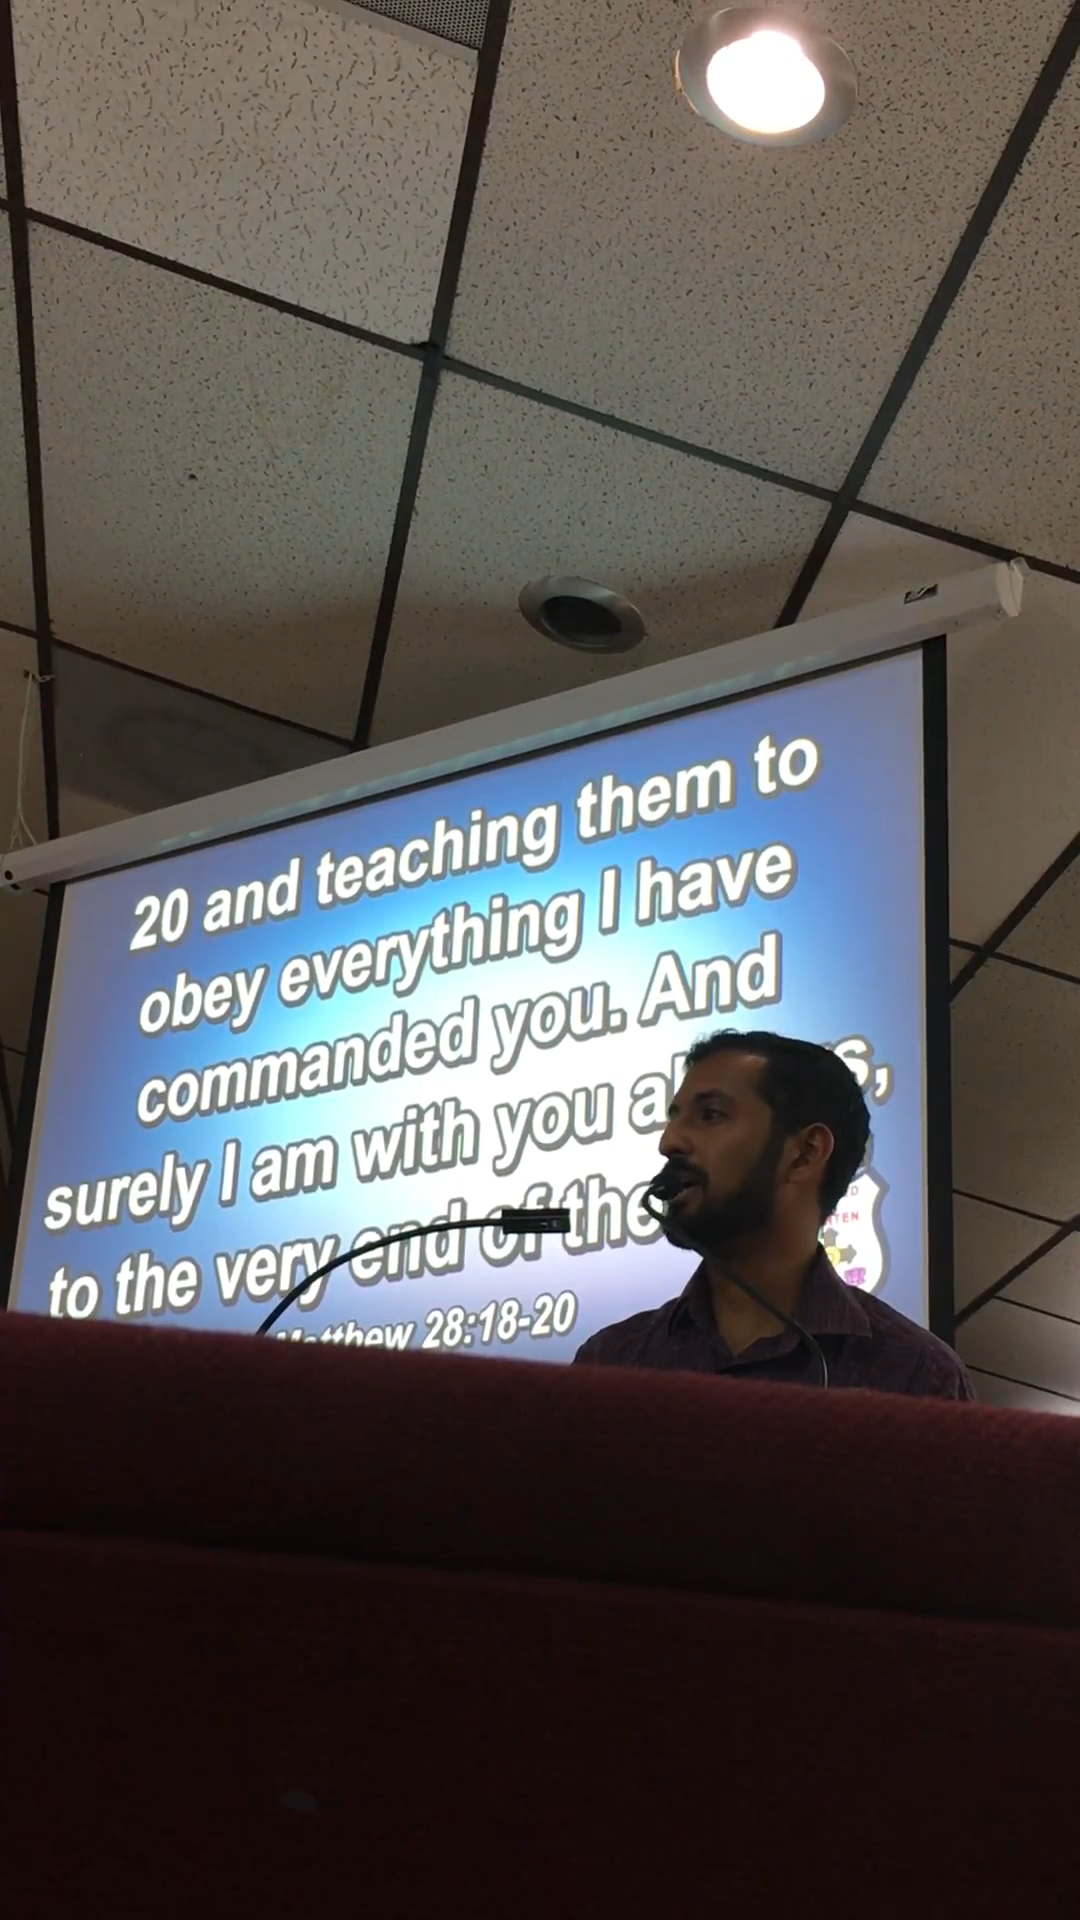 20 and teaching them to
obey everything I have
commanded you. And
surely I am with you
to the very end of the
Matthew 28:18-20